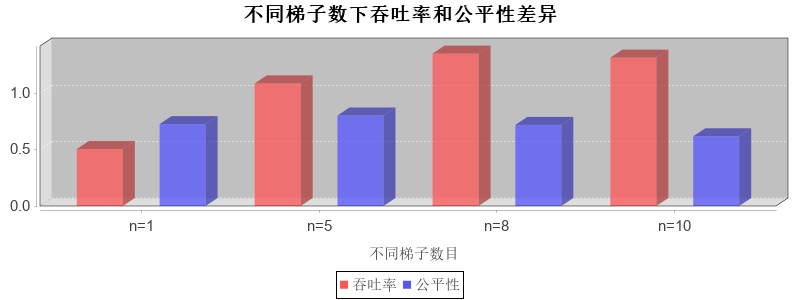 不同梯子数下吞吐率和公平性差异
1.0
0.5
0.0
n=1 n=5 n=8 n=10
不同梯子数目
吞吐率 公平性